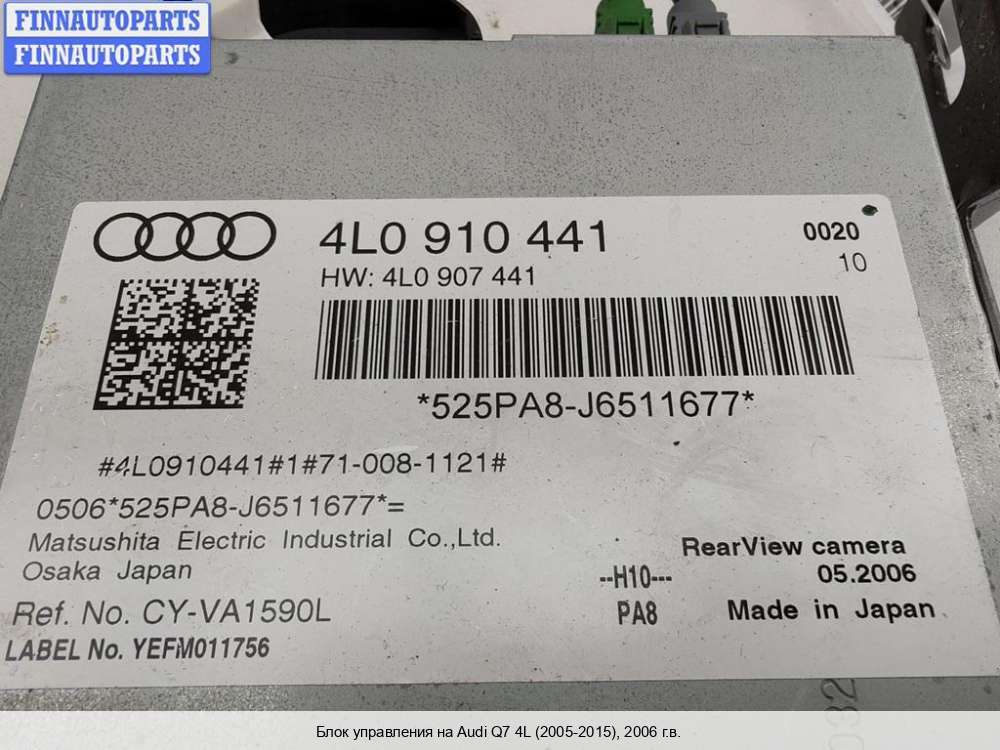 FINNAUTOPARTS
FINNAUTOPARTS
4L0 910 441
0020
HW: 4L0 907 441
10
*525PA8-J6511677*
#4L0910441#1#71-008-1121#
0506*525PA8-J6511677*=
Matsushita Electric Industrial Co.,Ltd.
RearView camera
Osaka Japan
--H10---
05.2006
Ref. No. CY-VA1590L
PA8
Made in Japan
LABEL No. YEFM011756
Блок управления на Audi Q7 4L (2005-2015), 2006 г.в.